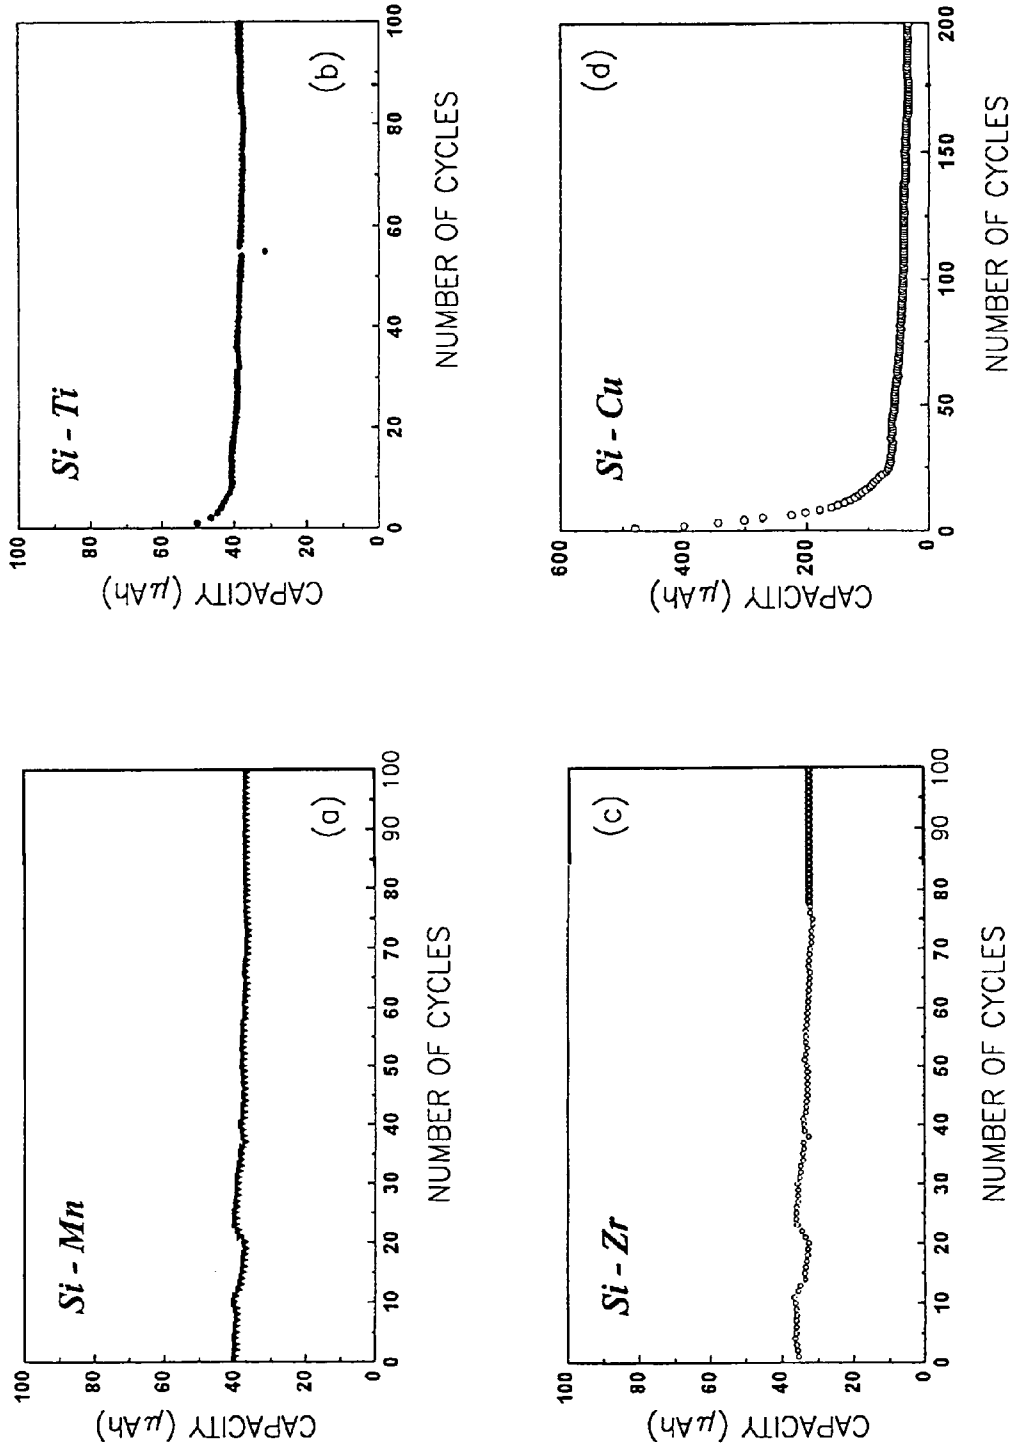 Si - Mn
(a)
100
80
60
40
20
0
CAPACITY (μAh)
0 10 20 30 40 50 60 70 80 90 100
NUMBER OF CYCLES
Si - Ti
(b)
100
80
60
40
20
0
CAPACITY (μAh)
0 20 40 60 80 100
NUMBER OF CYCLES
Si - Zr
(c)
100
80
60
40
20
0
CAPACITY (μAh)
0 10 20 30 40 50 60 70 80 90 100
NUMBER OF CYCLES
Si - Cu
(d)
600
400
200
0
CAPACITY (μAh)
0 50 100 150 200
NUMBER OF CYCLES